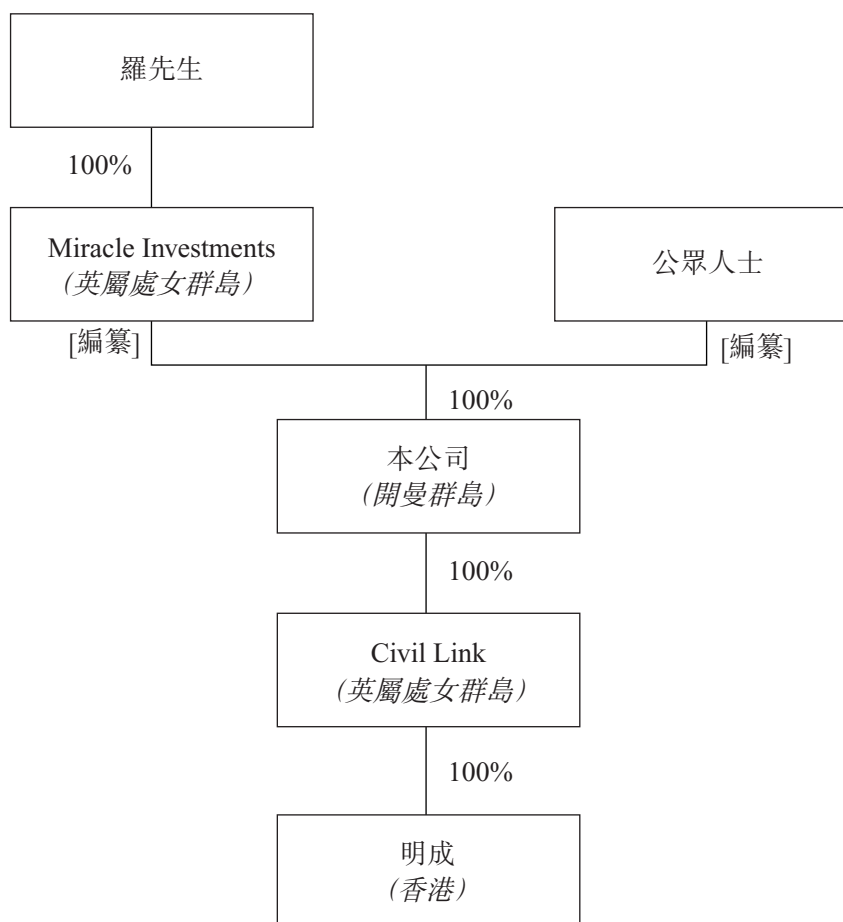 羅先生
100%
Miracle Investments
(英屬處女群島)
公眾人士
[編纂]
[編纂]
100%
本公司
(開曼群島)
100%
Civil Link
(英屬處女群島)
100%
明成
(香港)